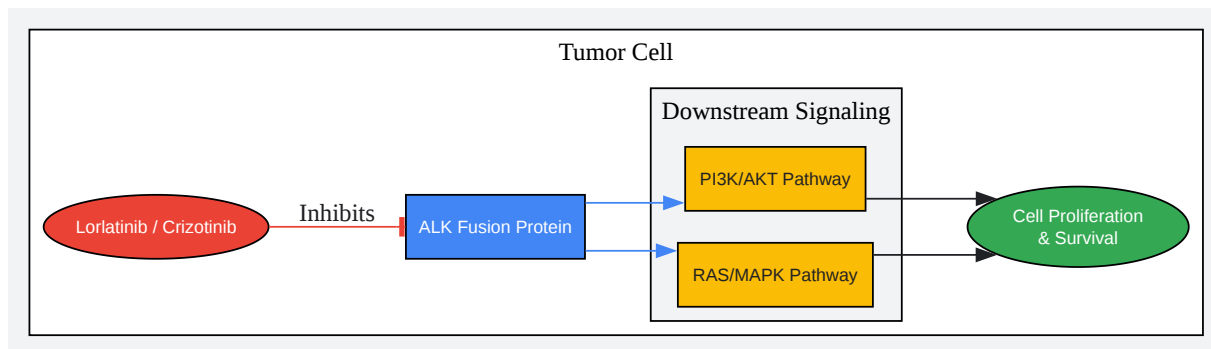 Tumor Cell
Downstream Signaling
Lorlatinib / Crizotinib
Inhibits
ALK Fusion Protein
PI3K/AKT Pathway
RAS/MAPK Pathway
Cell Proliferation
& Survival